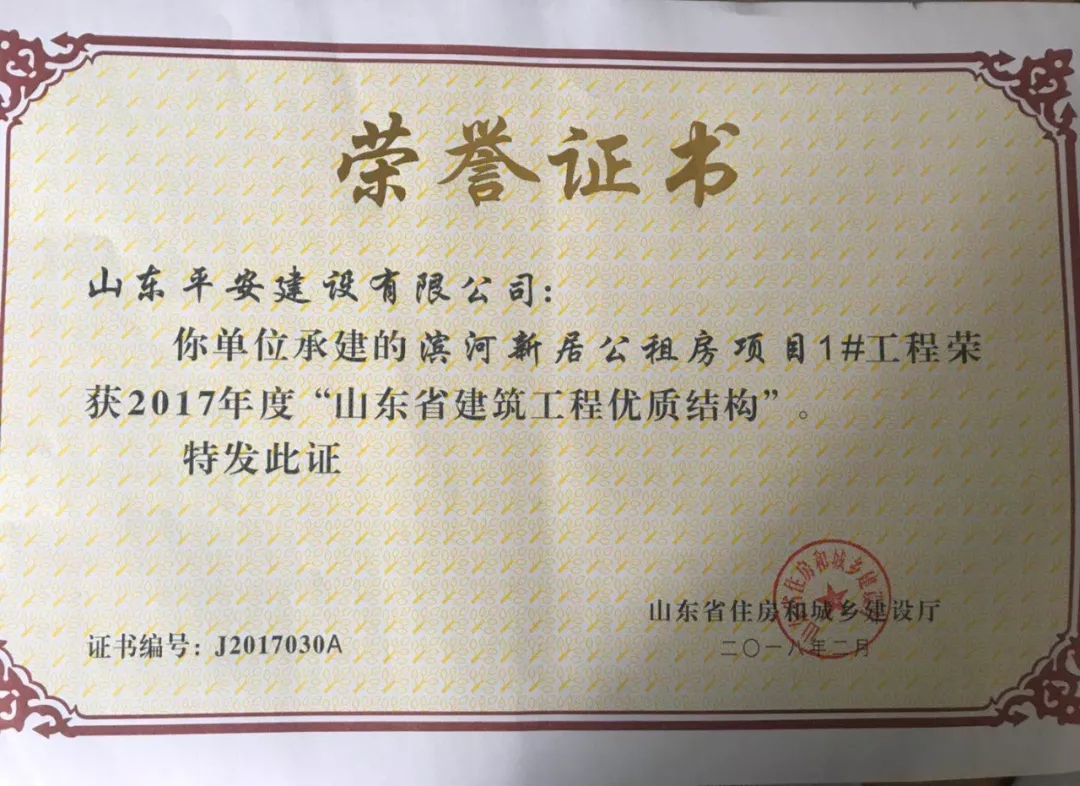 荣誉证书
山东平安建设有限公司:
你单位承建的滨河新居公租房项目1#工程荣
获2017年度“山东省建筑工程优质结构”。
特发此证
山东省住房和城乡建设厅
证书编号: J2017030A
二〇一八年二月